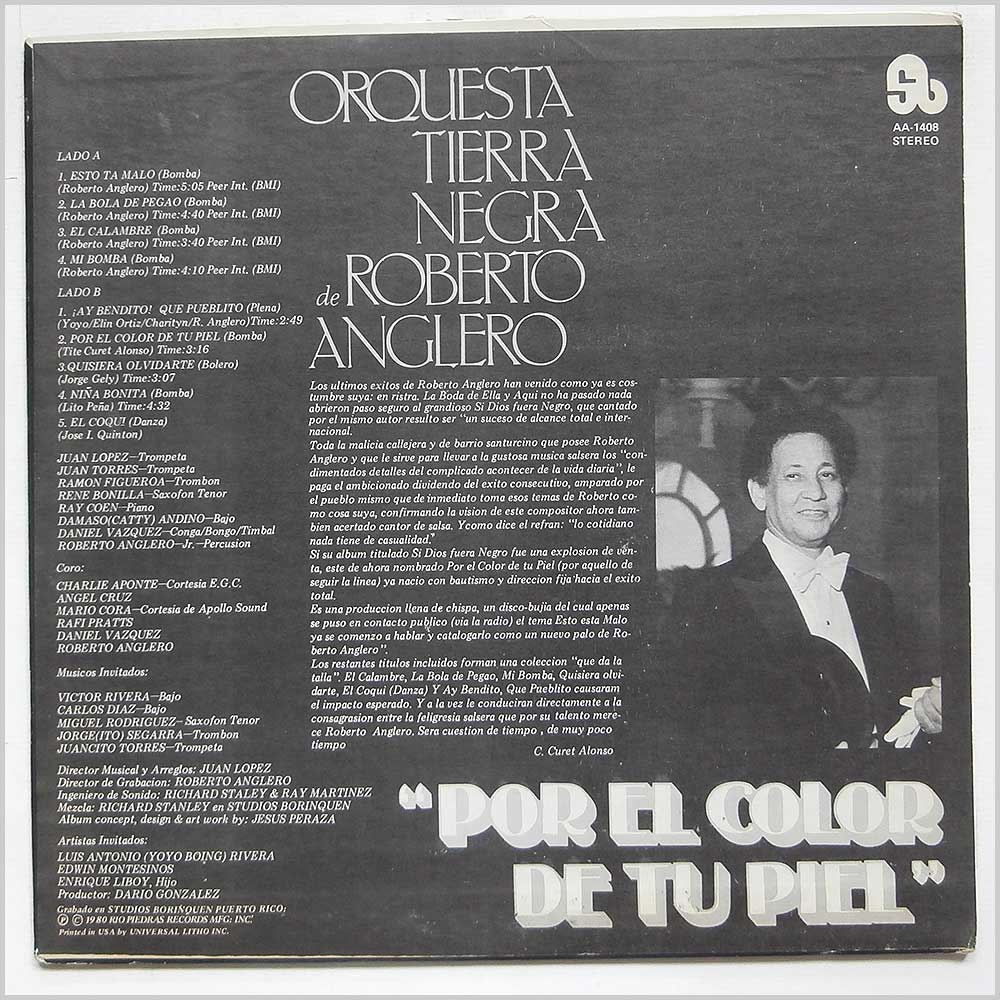 ORQUESTA
TIERRA
NEGRA
de ROBERTO
ANGLERO
AA-1408
STEREO
LADO A
1. ESTO TA MALO (Bomba)
(Roberto Anglero) Time:5:05 Peer Int. (BMI)
2. LA BOLA DE PEGAO (Bomba)
(Roberto Anglero) Time:4:40 Peer Int. (BMI)
3. EL CALAMBRE (Bomba)
(Roberto Anglero) Time:3:40 Peer Int. (BMI)
4. MI BOMBA (Bomba)
(Roberto Anglero) Time:4:10 Peer Int. (BMI)
LADO B
1. ¡AY BENDITO! QUE PUEBLITO (Plena)
(Yoyo/Elin Ortiz/Charityn/R. Anglero)Time:2:49
2. POR EL COLOR DE TU PIEL (Bomba)
(Tite Curet Alonso) Time:3:16
3.QUISIERA OLVIDARTE (Bolero)
(Jorge Gely) Time:3:07
4. NIÑA BONITA (Bomba)
(Lito Peña) Time:4:32
5. EL COQUI (Danza)
(Jose I. Quinton)
JUAN LOPEZ—Trompeta
JUAN TORRES—Trompeta
RAMON FIGUEROA—Trombon
RENE BONILLA—Saxofon Tenor
RAY COEN—Piano
DAMASO(CATTY) ANDINO—Bajo
DANIEL VAZQUEZ—Conga/Bongo/Timbal
ROBERTO ANGLERO—Jr.—Percusion
Coro:
CHARLIE APONTE—Cortesia E.G.C.
ANGEL CRUZ
MARIO CORA—Cortesia de Apollo Sound
RAFI PRATTS
DANIEL VAZQUEZ
ROBERTO ANGLERO
Musicos Invitados:
VICTOR RIVERA—Bajo
CARLOS DIAZ—Bajo
MIGUEL RODRIGUEZ—Saxofon Tenor
JORGE(ITO) SEGARRA—Trombon
JUANCITO TORRES—Trompeta
Director Musical y Arreglos: JUAN LOPEZ
Director de Grabacion: ROBERTO ANGLERO
Ingeniero de Sonido: RICHARD STALEY & RAY MARTINEZ
Mezcla: RICHARD STANLEY en STUDIOS BORINQUEN
Album concept, design & art work by: JESUS PERAZA
Artistas Invitados:
LUIS ANTONIO (YOYO BOING) RIVERA
EDWIN MONTESINOS
ENRIQUE LIBOY, Hijo
Productor: DARIO GONZALEZ
Grabado en STUDIOS BORINQUEN PUERTO RICO;
Ⓟ © 1980 RIO PIEDRAS RECORDS MFG: INC.
Printed in USA by UNIVERSAL LITHO INC.
Los ultimos exitos de Roberto Anglero han venido como ya es cos-
tumbre suya: en ristra. La Boda de Ella y Aqui no ha pasado nada
abrieron paso seguro al grandioso Si Dios fuera Negro, que cantado
por el mismo autor resulto ser "un suceso de alcance total e inter-
nacional.
Toda la malicia callejera y de barrio santurcino que posee Roberto
Anglero y que le sirve para llevar a la gustosa musica salsera los "con-
dimentados detalles del complicado acontecer de la vida diaria", le
paga el ambicionado dividendo del exito consecutivo, amparado por
el pueblo mismo que de inmediato toma esos temas de Roberto co-
mo cosa suya, confirmando la vision de este compositor ahora tam-
bien acertado cantor de salsa. Ycomo dice el refran: "lo cotidiano
nada tiene de casualidad."
Si su album titulado Si Dios fuera Negro fue una explosion de ven-
ta, este de ahora nombrado Por el Color de tu Piel (por aquello de
seguir la linea) ya nacio con bautismo y direccion fija hacia el exito
total.
Es una produccion llena de chispa, un disco-bujia del cual apenas
se puso en contacto publico (via la radio) el tema Esto esta Malo
ya se comenzo a hablar y catalogarlo como un nuevo palo de Ro-
berto Anglero".
Los restantes titulos incluidos forman una coleccion "que da la
talla". El Calambre, La Bola de Pegao, Mi Bomba, Quisiera olvi-
darte, El Coqui (Danza) Y Ay Bendito, Que Pueblito causaram
el impacto esperado. Y a la vez le conduciran directamente a la
consagrasion entre la feligresia salsera que por su talento mere-
ce Roberto Anglero. Sera cuestion de tiempo , de muy poco
tiempo
C. Curet Alonso
"POR EL COLOR
DE TU PIEL"